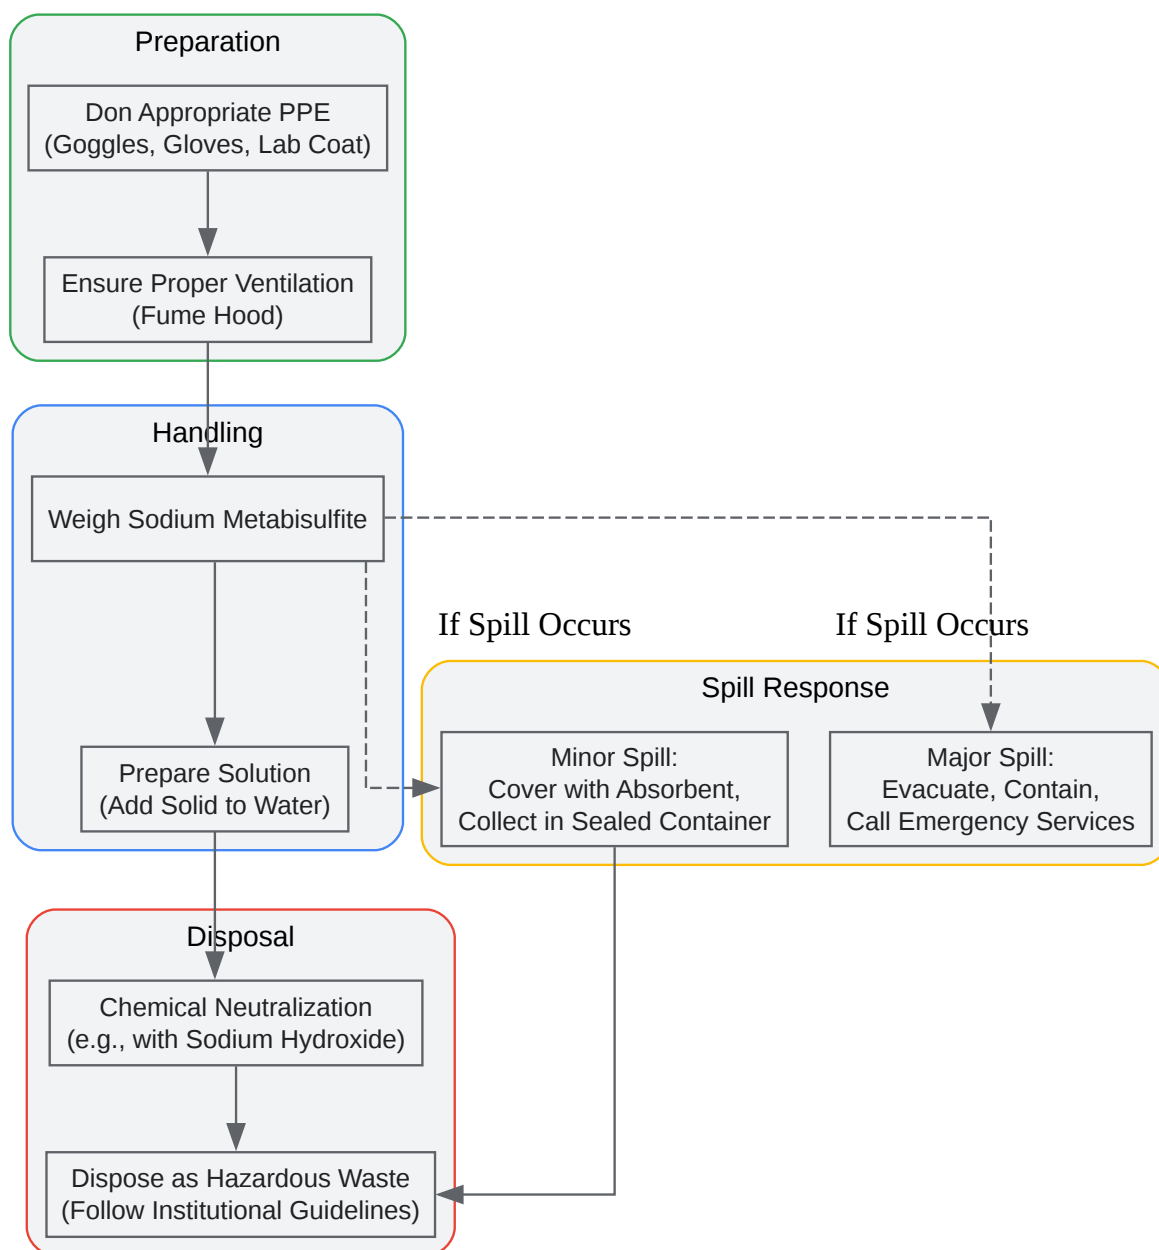 Preparation
Don Appropriate PPE
(Goggles, Gloves, Lab Coat)
Ensure Proper Ventilation
(Fume Hood)
Handling
Weigh Sodium Metabisulfite
If Spill Occurs
If Spill Occurs
Spill Response
Prepare Solution
(Add Solid to Water)
Minor Spill:
Cover with Absorbent,
Collect in Sealed Container
Major Spill:
Evacuate, Contain,
Call Emergency Services
Disposal
Chemical Neutralization
(e.g., with Sodium Hydroxide)
Dispose as Hazardous Waste
(Follow Institutional Guidelines)